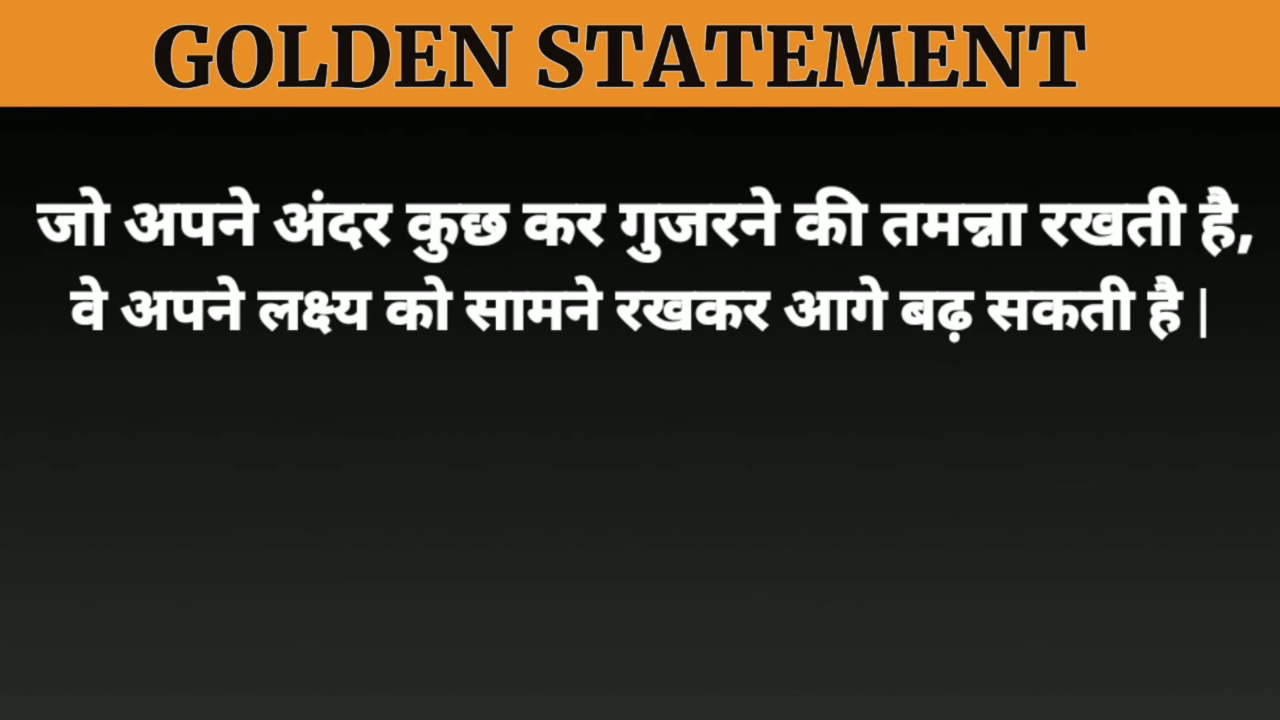 GOLDEN STATEMENT
जो अपने अंदर कुछ कर गुजरने की तमन्ना रखती है,
वे अपने लक्ष्य को सामने रखकर आगे बढ़ सकती है |